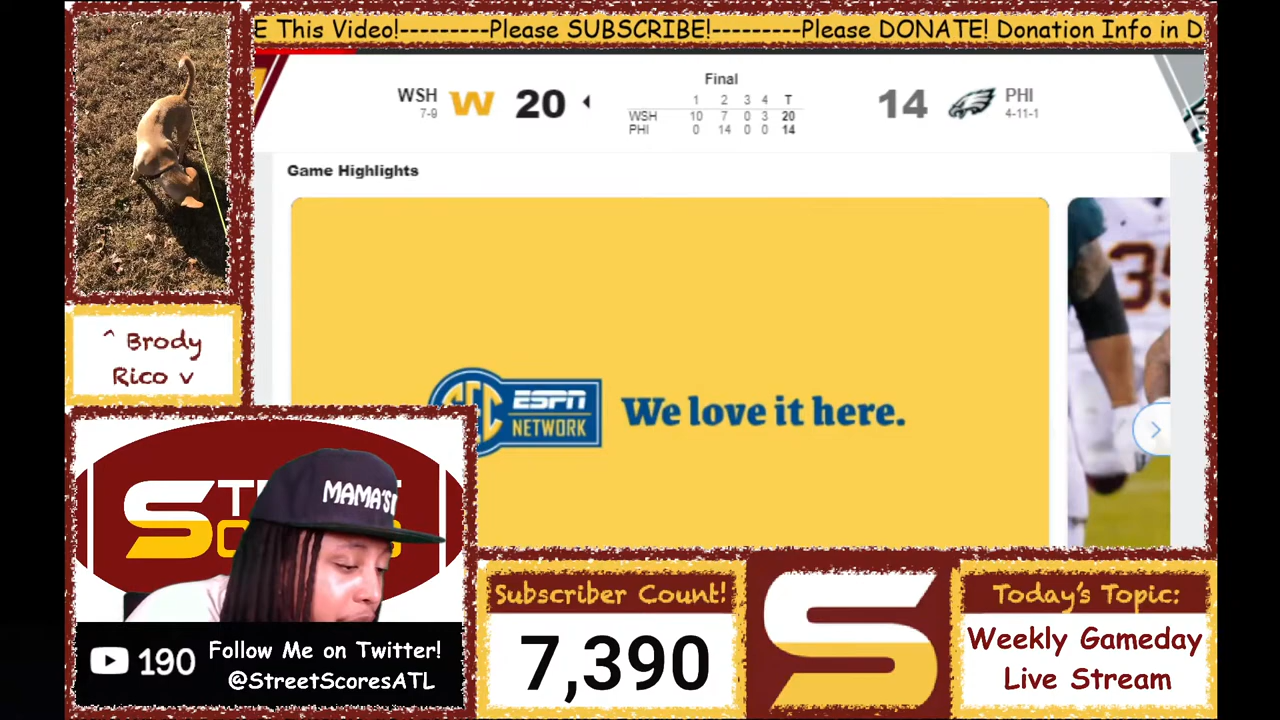 E This Video!---------Please SUBSCRIBE!---------Please DONATE! Donation Info in D
Final
WSH
7-9
W
20
1 2 3 4 T
WSH 10 7 0 3 20
PHI 0 14 0 0 14
14
PHI
4-11-1
Game Highlights
^ Brody
Rico v
ESPN
NETWORK
We love it here.
35
MAMA'S
190
Follow Me on Twitter!
@StreetScoresATL
Subscriber Count!
7,390
S
Today's Topic:
Weekly Gameday
Live Stream